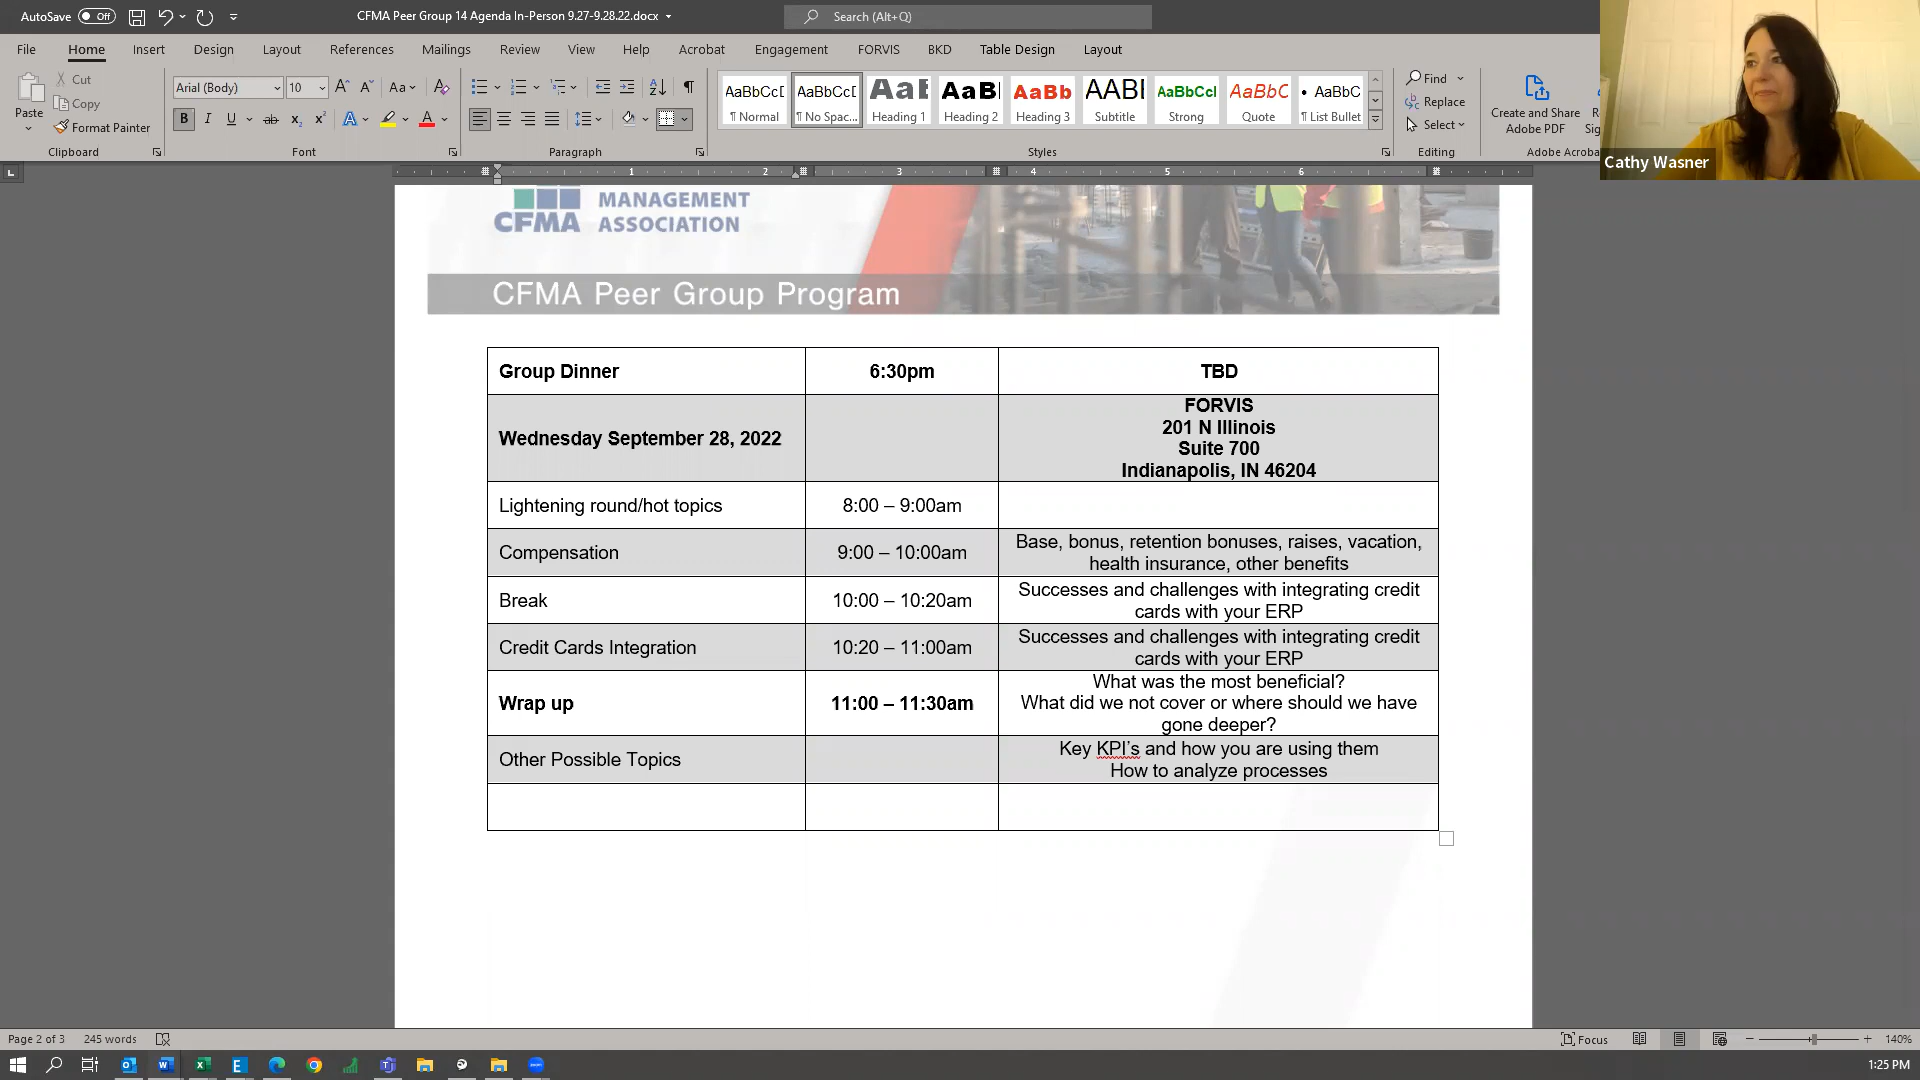 AutoSave Off CFMA Peer Group 14 Agenda In-Person 9.27-9.28.22.docx Search (Alt+Q)
File Home Insert Design Layout References Mailings Review View Help Acrobat Engagement FORVIS BKD Table Design Layout
Paste
Cut
Copy
Format Painter
Clipboard
Arial (Body) 10
Font
Paragraph
AaBbCcD ¶ Normal
AaBbCcD ¶ No Spac...
Heading 1
Heading 2
AaBb Heading 3
Subtitle
AaBbCcI Strong
AaBbC Quote
AaBbC ¶ List Bullet
Styles
Find
Replace
Select
Editing
Create and Share
Adobe PDF
Adobe Acroba
Cathy Wasner
1 2 3 4 5 6
MANAGEMENT
CFMA ASSOCIATION
CFMA Peer Group Program
Group Dinner 6:30pm TBD
Wednesday September 28, 2022
FORVIS
201 N Illinois
Suite 700
Indianapolis, IN 46204
Lightening round/hot topics 8:00 – 9:00am
Compensation 9:00 – 10:00am
Base, bonus, retention bonuses, raises, vacation,
health insurance, other benefits
Break 10:00 – 10:20am
Successes and challenges with integrating credit
cards with your ERP
Credit Cards Integration 10:20 – 11:00am
Successes and challenges with integrating credit
cards with your ERP
Wrap up 11:00 – 11:30am
What was the most beneficial?
What did we not cover or where should we have
gone deeper?
Other Possible Topics
Key KPI's and how you are using them
How to analyze processes
Page 2 of 3 245 words Focus 140%
1:25 PM